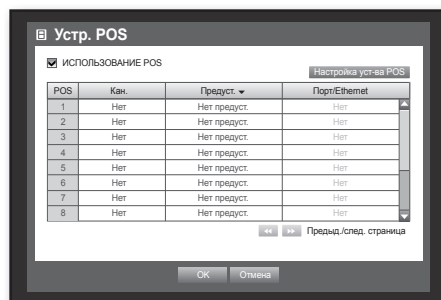 Устр. POS
ИСПОЛЬЗОВАНИЕ POS
Настройка уст-ва POS
POS Кан. Предуст. Порт/Ethernet
1 Нет Нет предуст. Нет
2 Нет Нет предуст. Нет
3 Нет Нет предуст. Нет
4 Нет Нет предуст. Нет
5 Нет Нет предуст. Нет
6 Нет Нет предуст. Нет
7 Нет Нет предуст. Нет
8 Нет Нет предуст. Нет
Предыд./след. страница
OK Отмена